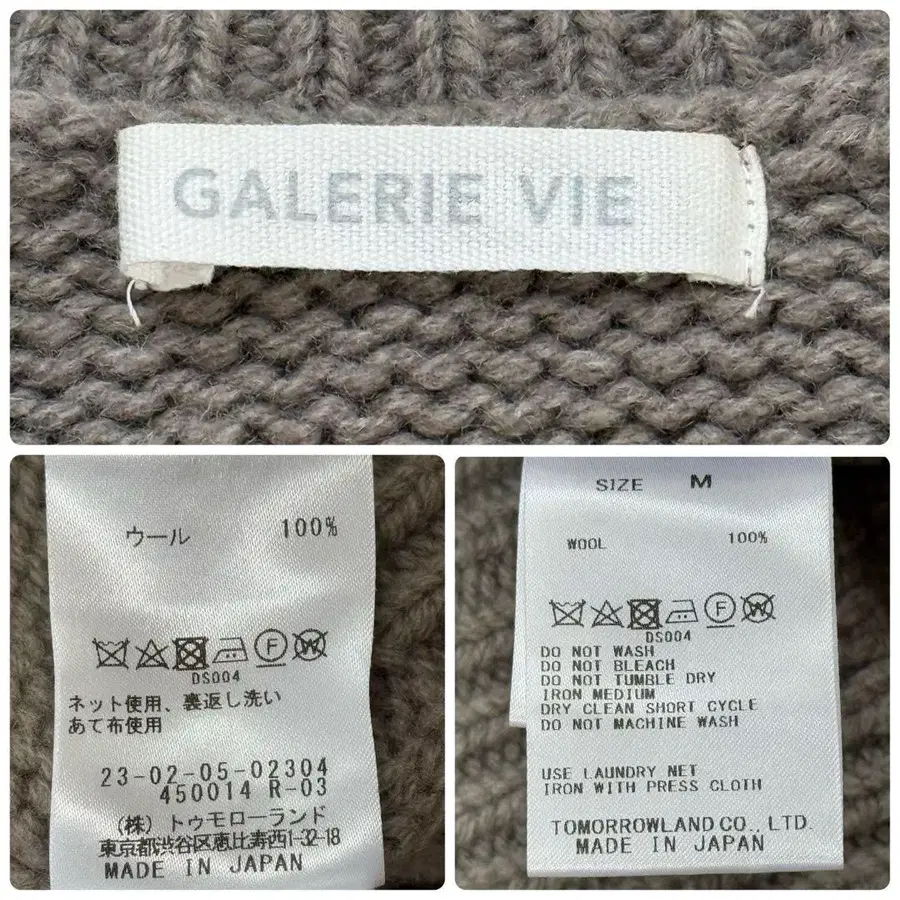 GALERIE VIE
ウール 100%
DS004
ネット使用、裏返し洗い
あて布使用
23-02-05-02304
450014 R-03
(株) トゥモローランド
東京都渋谷区恵比寿西1-32-18
MADE IN JAPAN
SIZE M
WOOL 100%
F W
DS004
DO NOT WASH
DO NOT BLEACH
DO NOT TUMBLE DRY
IRON MEDIUM
DRY CLEAN SHORT CYCLE
DO NOT MACHINE WASH
USE LAUNDRY NET
IRON WITH PRESS CLOTH
TOMORROWLAND CO., LTD.
MADE IN JAPAN